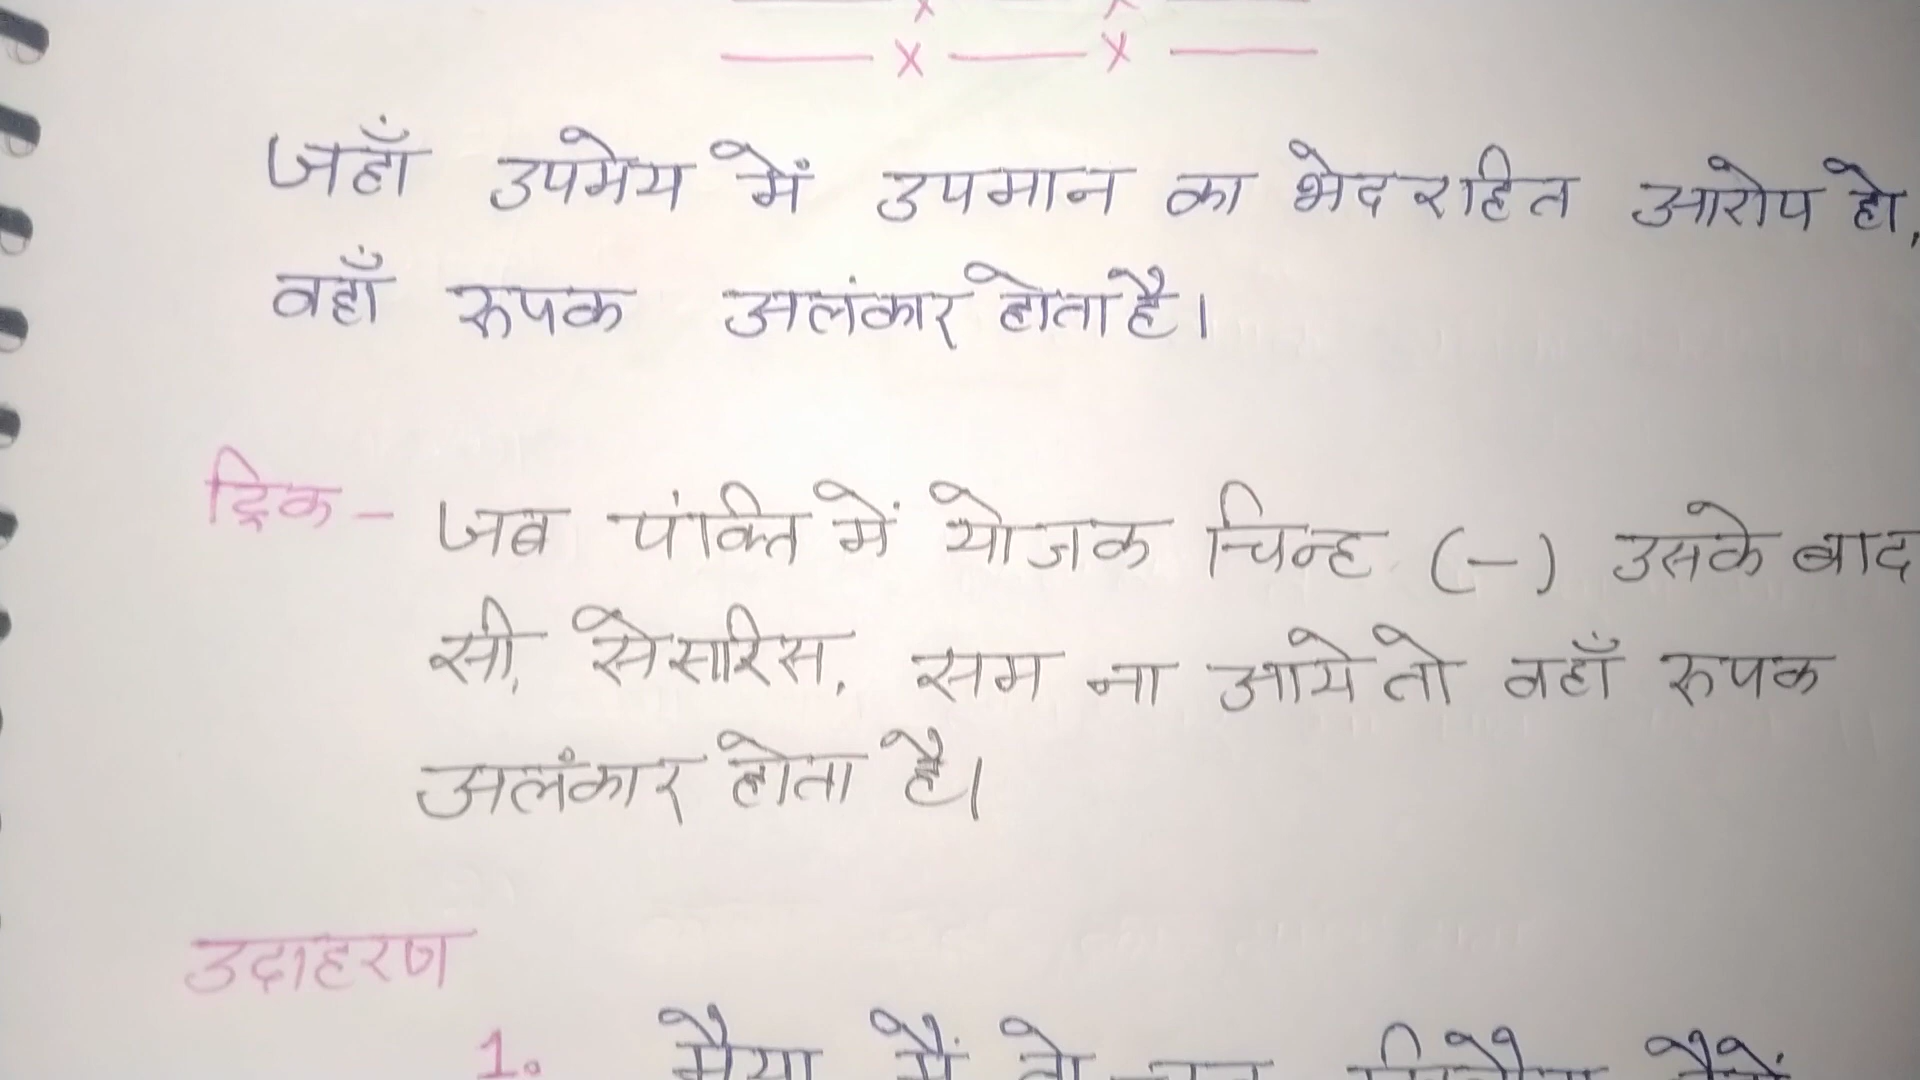 जहाँ उपमेय में उपमान का भेदरहित आरोप हो,
वहाँ रुपक अलंकार होता है।
ट्रिक - जब पंक्ति में योजक चिन्ह (-) उसके बाद
सी, से सारिस, सम ना आये तो वहाँ रुपक
अलंकार होता है।
उदाहरण
1. मैया मैं तो